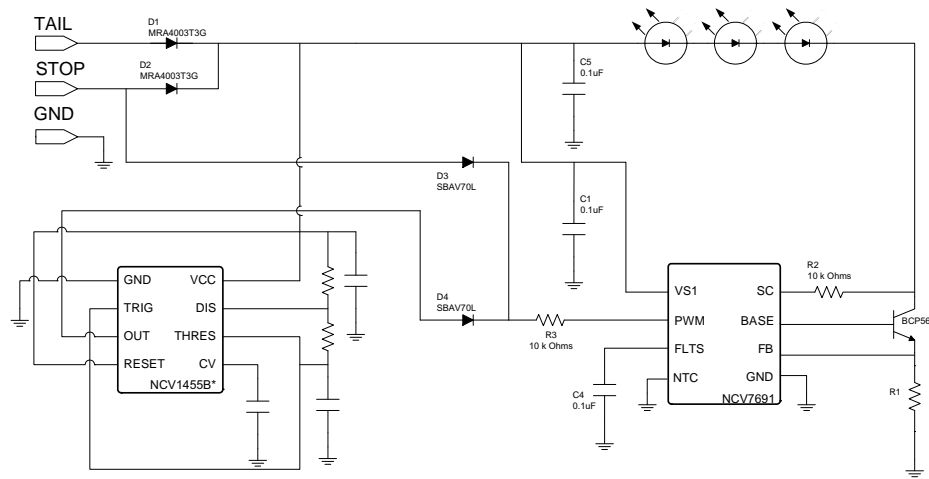 TAIL
D1
MRA4003T3G
STOP
D2
MRA4003T3G
GND
C5
0.1uF
D3
SBAV70L
C1
0.1uF
GND
VCC
TRIG
DIS
OUT
THRES
RESET
CV
NCV1455B*
D4
SBAV70L
R3
10 k Ohms
C4
0.1uF
VS1
SC
PWM
BASE
FLTS
FB
NTC
GND
NCV7691
R2
10 k Ohms
BCP56
R1